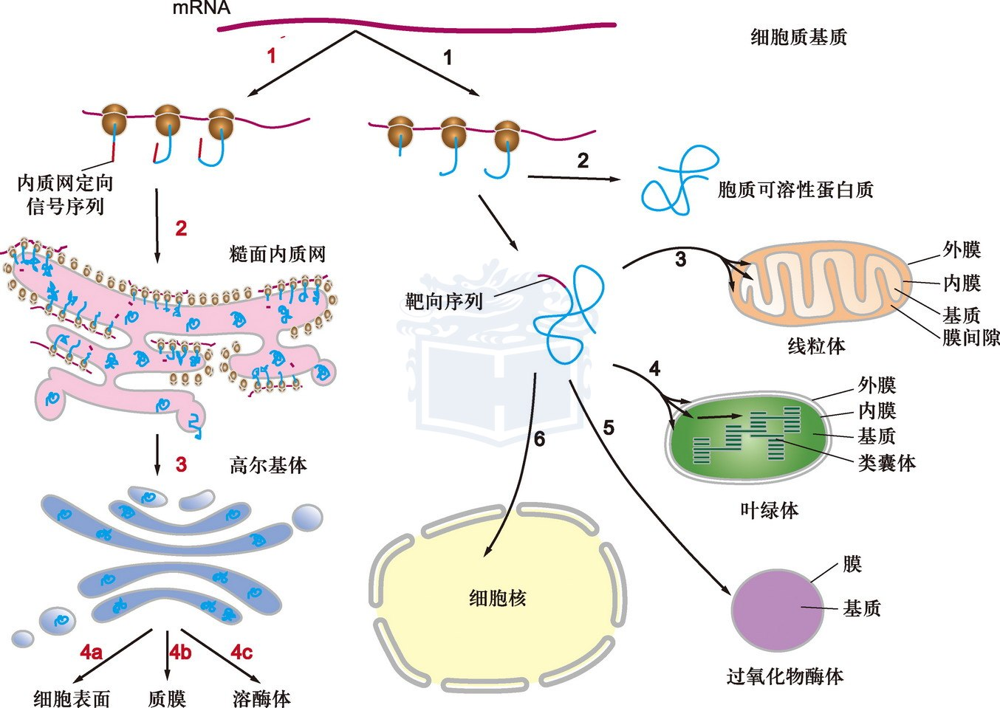 mRNA
细胞质基质
1
1
2
内质网定向
信号序列
胞质可溶性蛋白质
2
糙面内质网
3
外膜
内膜
基质
膜间隙
线粒体
靶向序列
4
外膜
内膜
基质
类囊体
叶绿体
5
6
3
高尔基体
细胞核
膜
基质
过氧化物酶体
4a
4b
4c
细胞表面
质膜
溶酶体